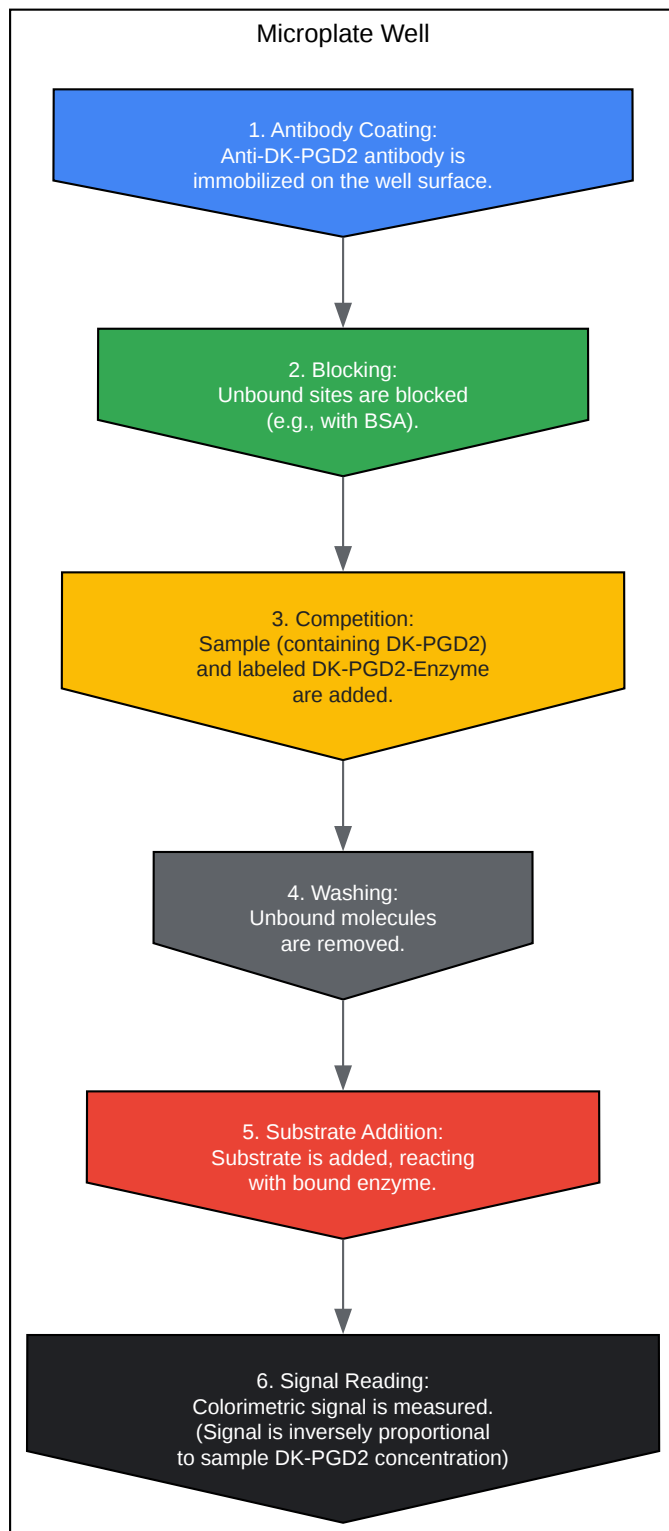 Microplate Well
1. Antibody Coating:
Anti-DK-PGD2 antibody is
immobilized on the well surface.
2. Blocking:
Unbound sites are blocked
(e.g., with BSA).
3. Competition:
Sample (containing DK-PGD2)
and labeled DK-PGD2-Enzyme
are added.
4. Washing:
Unbound molecules
are removed.
5. Substrate Addition:
Substrate is added, reacting
with bound enzyme.
6. Signal Reading:
Colorimetric signal is measured.
(Signal is inversely proportional
to sample DK-PGD2 concentration)